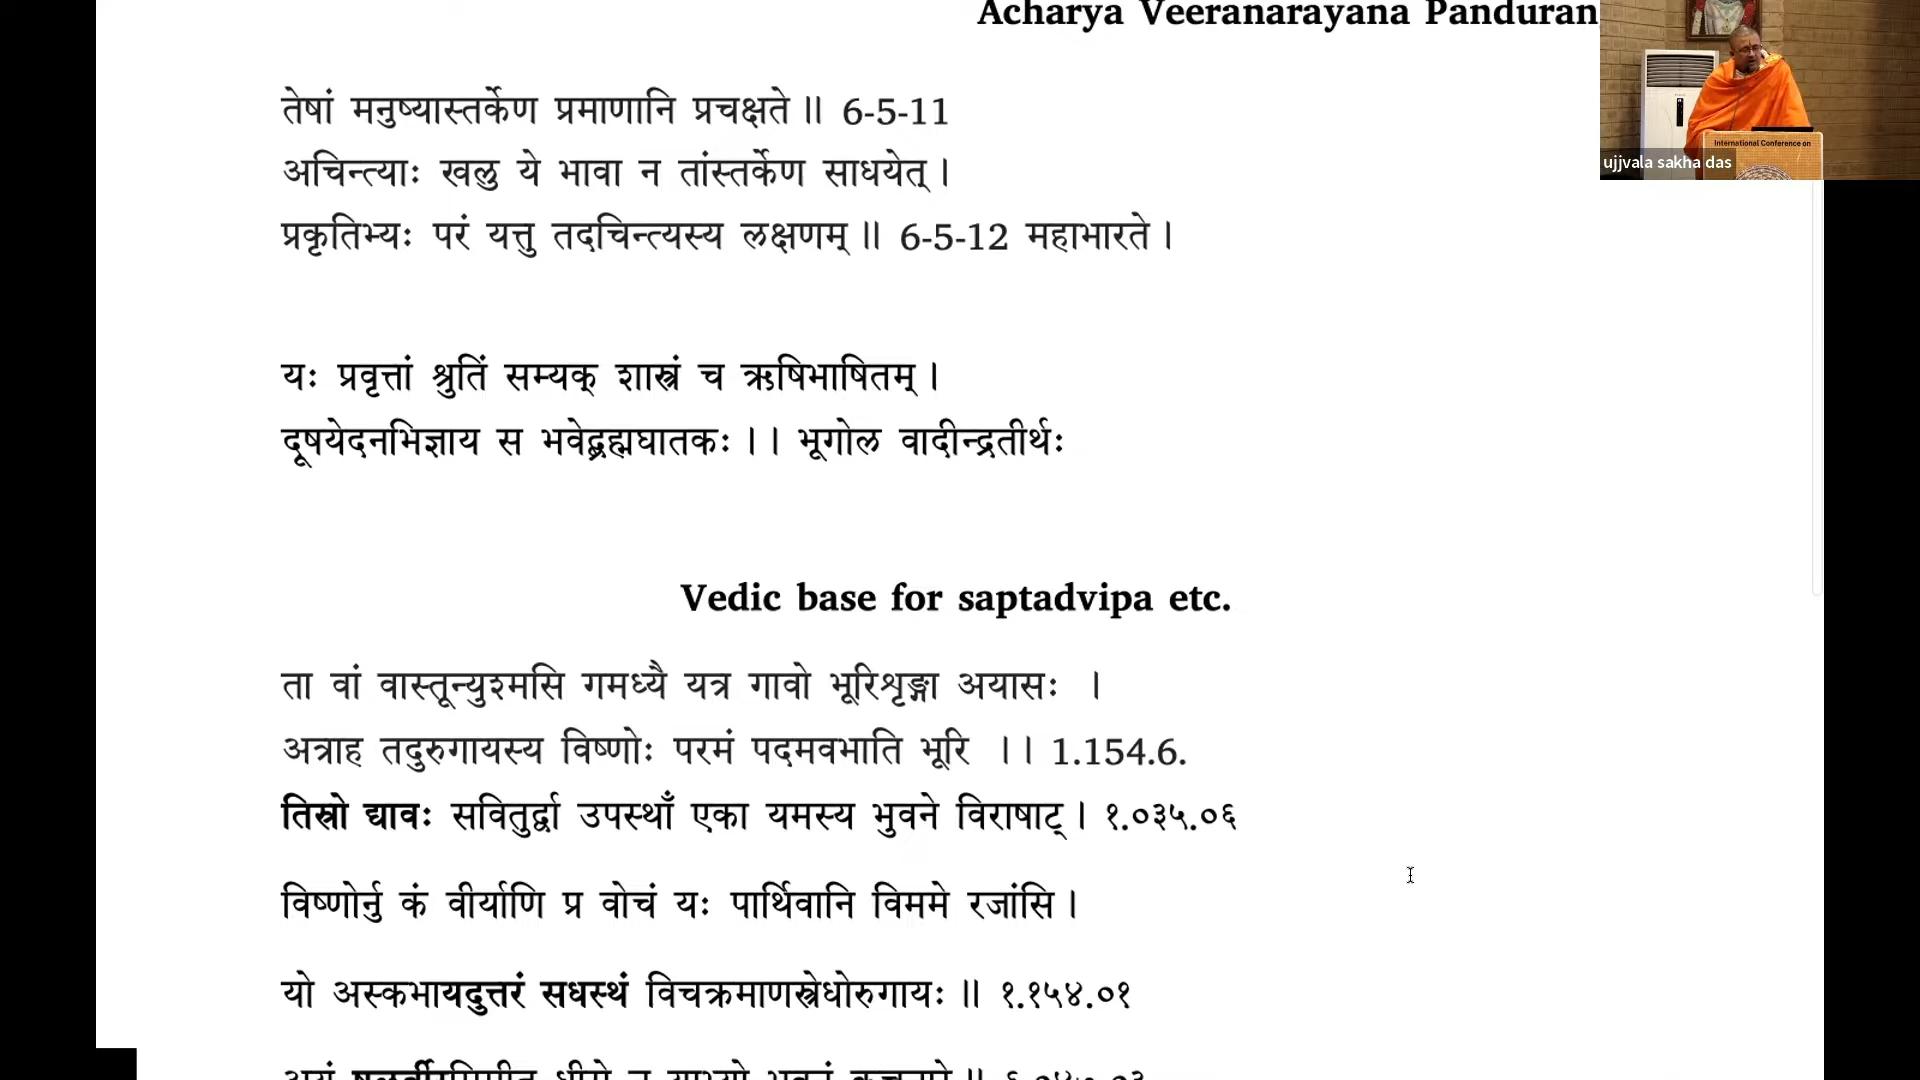 Acharya Veeranarayana Panduran
International Conference on
ujjvala sakha das
तेषां मनुष्यास्तर्केण प्रमाणानि प्रचक्षते॥ 6-5-11
अचिन्त्याः खलु ये भावा न तांस्तर्केण साधयेत्।
प्रकृतिभ्यः परं यत्तु तदचिन्त्यस्य लक्षणम्॥ 6-5-12 महाभारते।
यः प्रवृत्तां श्रुतिं सम्यक् शास्त्रं च ऋषिभाषितम्।
दूषयेदनभिज्ञाय स भवेद्ब्रह्मघातकः।। भूगोल वादीन्द्रतीर्थः
Vedic base for saptadvipa etc.
ता वां वास्तून्युश्मसि गमध्यै यत्र गावो भूरिशृङ्गा अयासः ।
अत्राह तदुरुगायस्य विष्णोः परमं पदमवभाति भूरि ।। 1.154.6.
तिस्रो द्यावः सवितुर्द्वा उपस्थाँ एका यमस्य भुवने विराषाट्। १.०३५.०६
विष्णोर्नु कं वीर्याणि प्र वोचं यः पार्थिवानि विममे रजांसि।
यो अस्कभायदुत्तरं सधस्थं विचक्रमाणस्त्रेधोरुगायः॥ १.१५४.०१